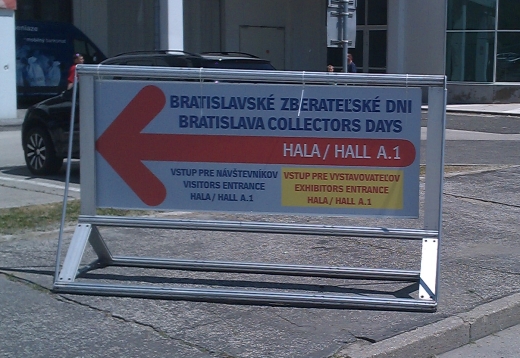 BRATISLAVSKÉ ZBERATEĽSKÉ DNI
BRATISLAVA COLLECTORS DAYS
HALA / HALL A.1
VSTUP PRE NÁVŠTEVNÍKOV
VISITORS ENTRANCE
HALA / HALL A.1
VSTUP PRE VYSTAVOVATEĽOV
EXHIBITORS ENTRANCE
HALA / HALL A.1